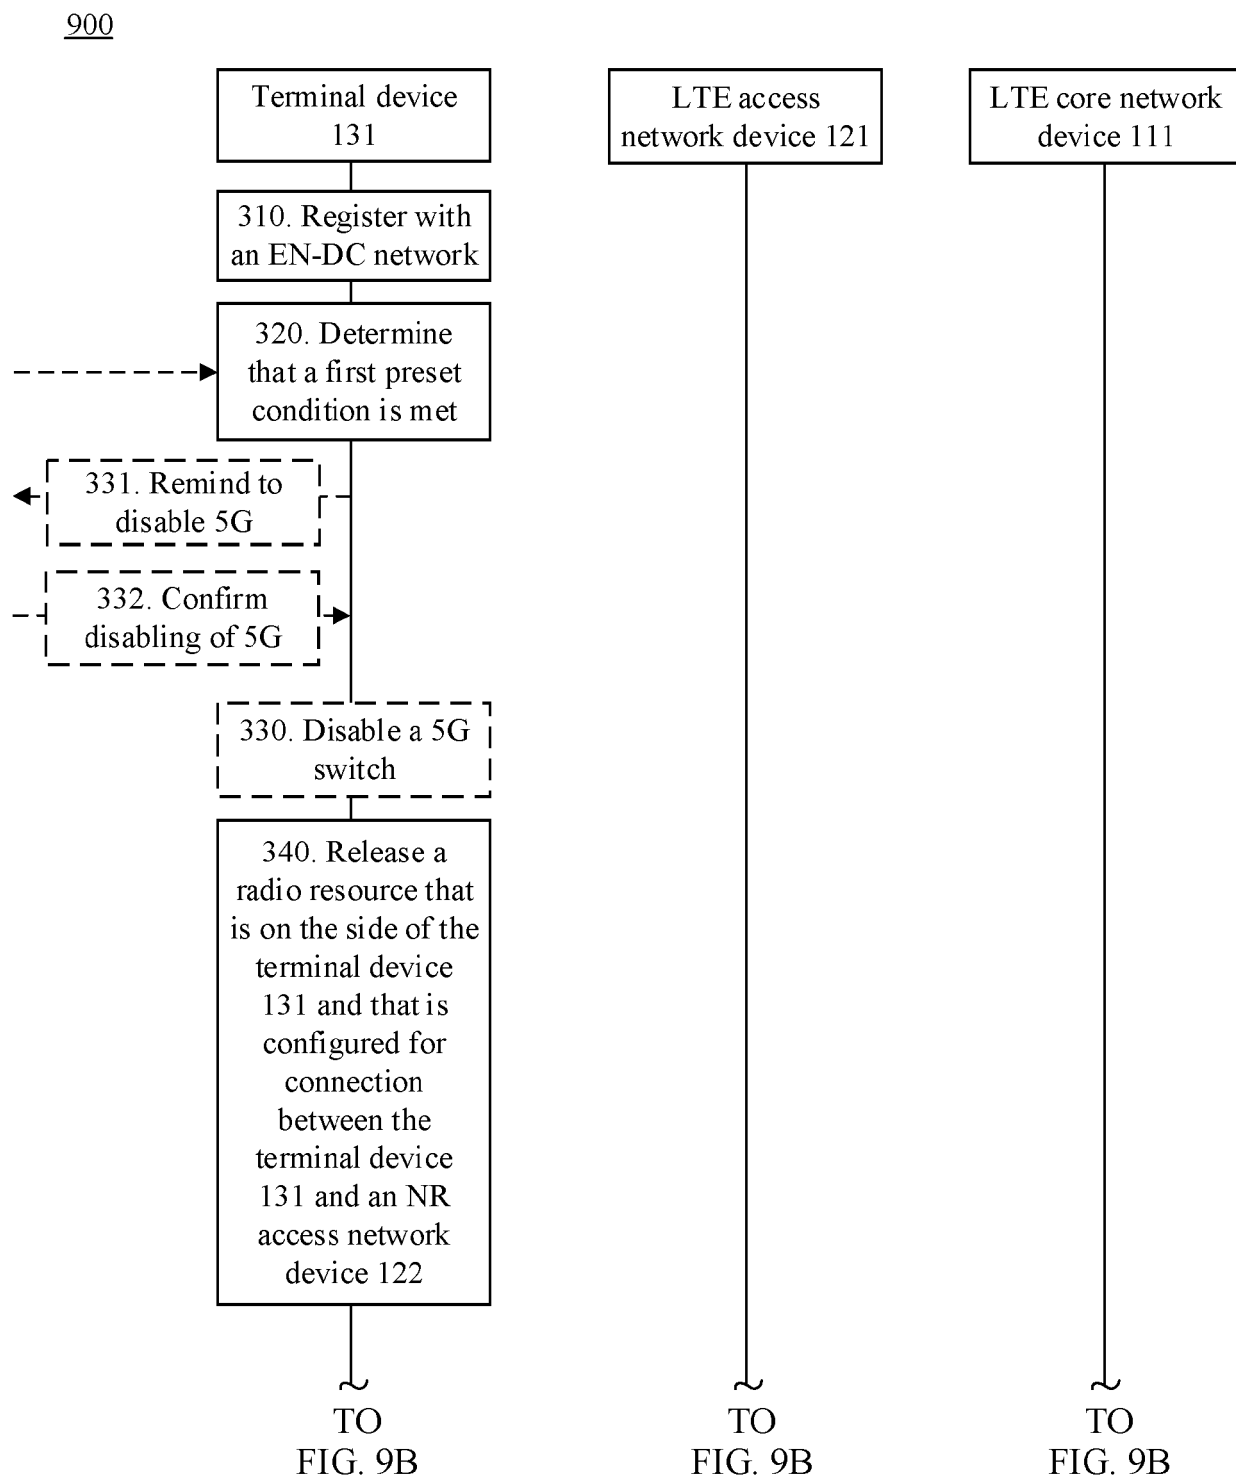 900
Terminal device
131
LTE access
network device 121
LTE core network
device 111
310. Register with
an EN-DC network
320. Determine
that a first preset
condition is met
331. Remind to
disable 5G
332. Confirm
disabling of 5G
330. Disable a 5G
switch
340. Release a
radio resource that
is on the side of the
terminal device
131 and that is
configured for
connection
between the
terminal device
131 and an NR
access network
device 122
TO
FIG. 9B
TO
FIG. 9B
TO
FIG. 9B